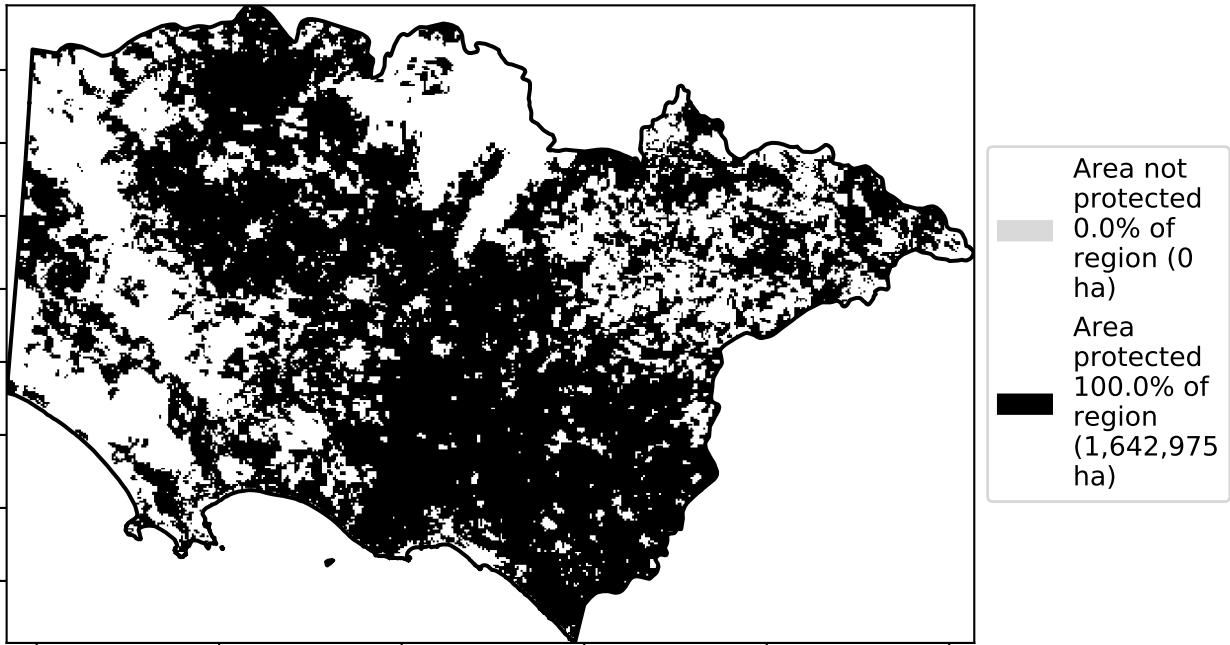 Area not
protected
0.0% of
region (0
ha)
Area
protected
100.0% of
region
(1,642,975
ha)